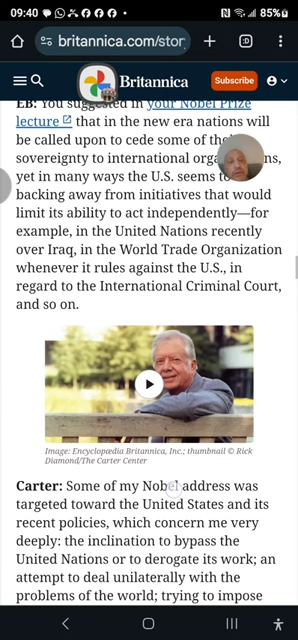 09:40
85%
britannica.com/stor
Britannica
Subscribe
EB: You suggested in your Nobel Prize
lecture that in the new era nations will
be called upon to cede some of
sovereignty to international
yet in many ways the U.S. seems
backing away from initiatives that would
limit its ability to act independently—for
example, in the United Nations recently
over Iraq, in the World Trade Organization
whenever it rules against the U.S., in
regard to the International Criminal Court,
and so on.
Image: Encyclopædia Britannica, Inc.; thumbnail © Rick
Diamond/The Carter Center
Carter: Some of my Nobel address was
targeted toward the United States and its
recent policies, which concern me very
deeply: the inclination to bypass the
United Nations or to derogate its work; an
attempt to deal unilaterally with the
problems of the world; trying to impose